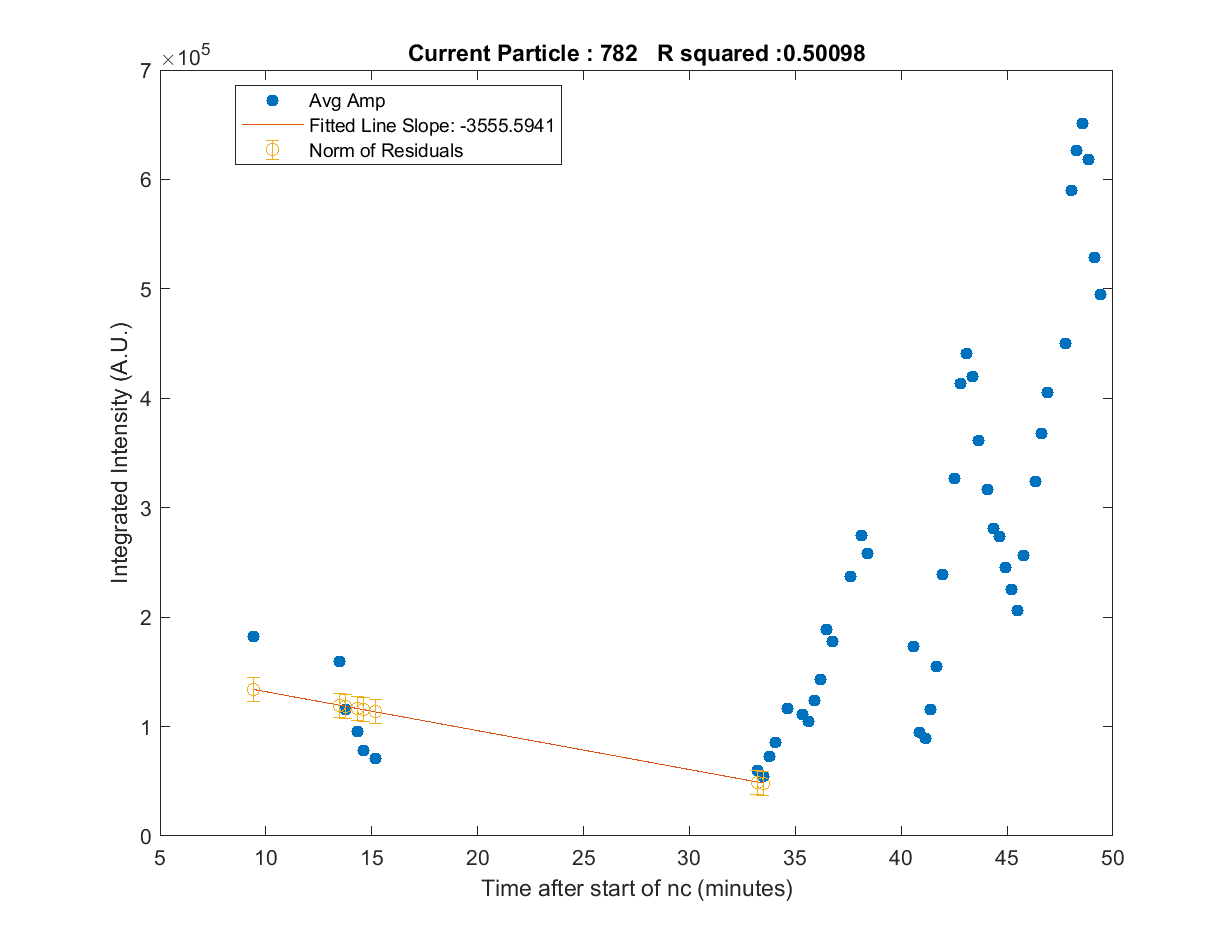 Current Particle : 782 R squared :0.50098
×10^5
Avg Amp
Fitted Line Slope: -3555.5941
Norm of Residuals
7
6
5
4
3
2
1
0
Integrated Intensity (A.U.)
5 10 15 20 25 30 35 40 45 50
Time after start of nc (minutes)